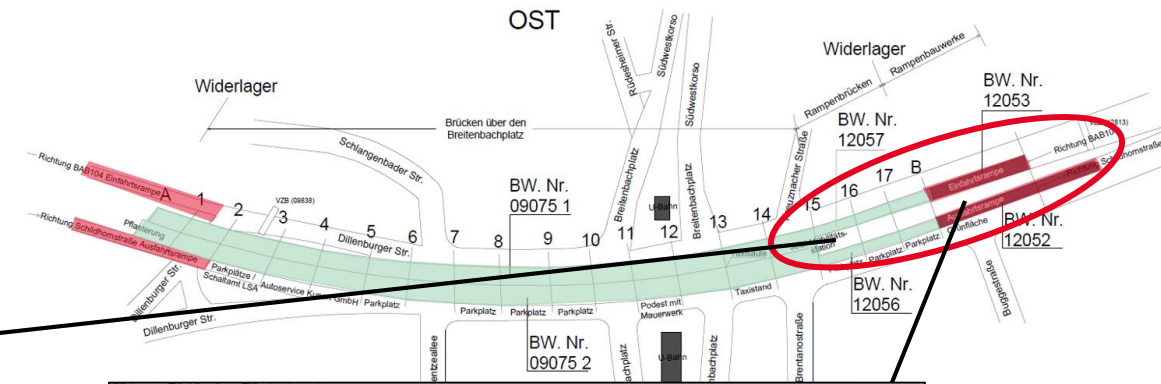 OST
Widerlager
Widerlager
Rampenbrücken
Rampenbauwerke
Brücken über den
Breitenbachplatz
Rüdesheimer Str.
Südwestkorso
Südwestkorso
Schlangenbader Str.
BW. Nr.
12053
BW. Nr.
12057
Richtung BAB104 Einfahrtsrampe
A
1
2
VZB (09838)
3
4
5
6
7
8
9
10
11
12
13
14
15
16
17
B
Einfahrtsrampe
Richtung BAB10
Schildhornstraße
BW. Nr.
09075 1
Breitenbachplatz
U-Bahn
Breitenbachplatz
Pflasterung
Dillenburger Str.
Richtung Schildhornstraße Ausfahrtsrampe
Dillenburger Str.
Dillenburger Str.
Parkplätze /
Schaltamt LSA
Autoservice
GmbH
Parkplatz
Parkplatz
Parkplatz
Parkplatz
Podest mit
Mauerwerk
Taxistand
station
Parkplatz
Parkplatz
Grünfläche
BW. Nr.
12052
BW. Nr.
12056
BW. Nr.
09075 2
U-Bahn
Brentanostraße
Buggestraße